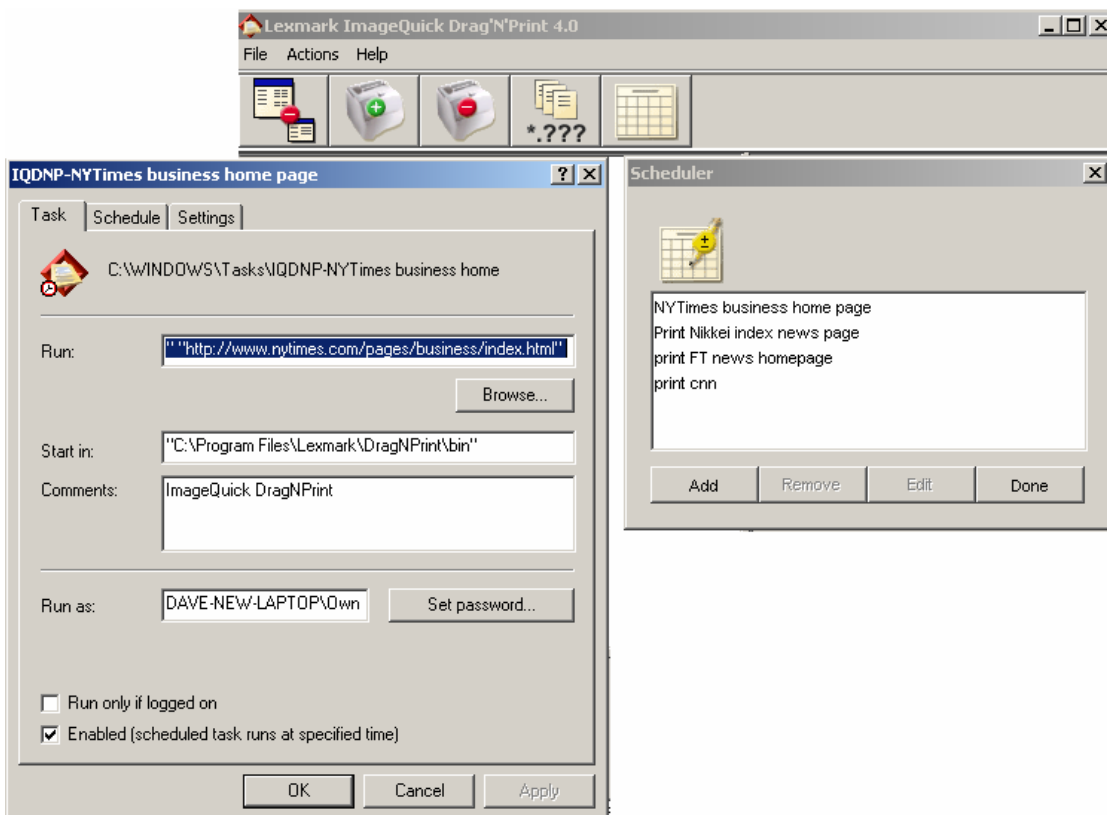 Lexmark ImageQuick Drag'N'Print 4.0
File Actions Help
*.???
IQDNP-NYTimes business home page
Task Schedule Settings
C:\WINDOWS\Tasks\IQDNP-NYTimes business home
Run: " "http://www.nytimes.com/pages/business/index.html"
Browse...
Start in: "C:\Program Files\Lexmark\DragNPrint\bin"
Comments: ImageQuick DragNPrint
Run as: DAVE-NEW-LAPTOP\Own Set password...
Run only if logged on
Enabled (scheduled task runs at specified time)
OK Cancel Apply
Scheduler
NYTimes business home page
Print Nikkei index news page
print FT news homepage
print cnn
Add Remove Edit Done